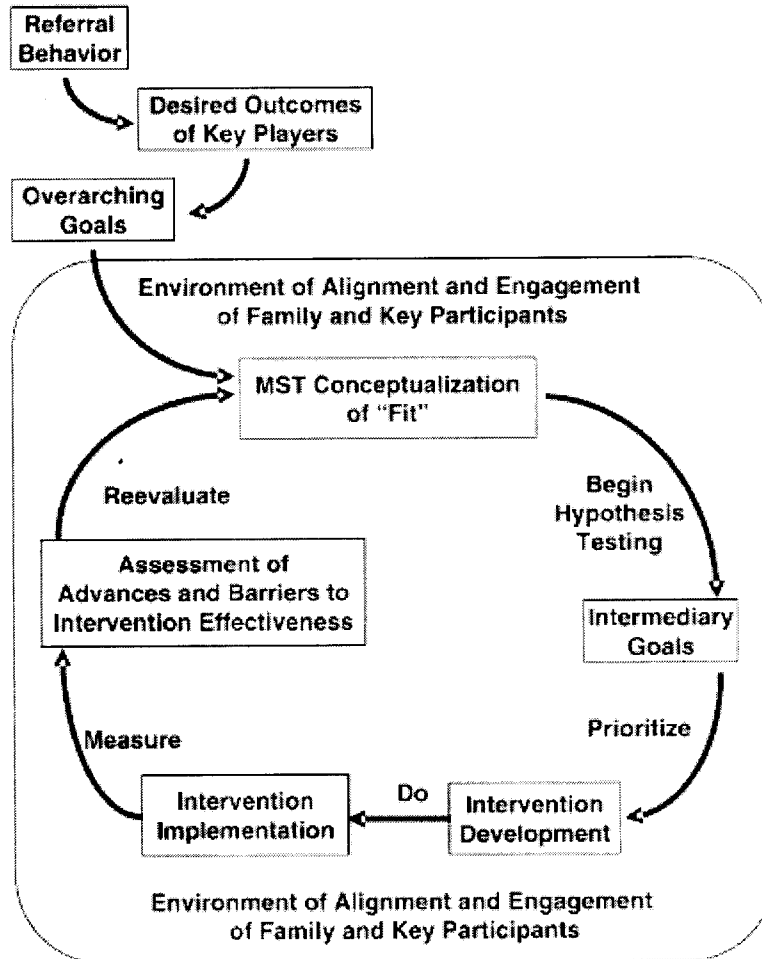 Referral
Behavior
Desired Outcomes
of Key Players
Overarching
Goals
Environment of Alignment and Engagement
of Family and Key Participants
MST Conceptualization
of "Fit"
Reevaluate
Begin
Hypothesis
Testing
Assessment of
Advances and Barriers to
Intervention Effectiveness
Intermediary
Goals
Measure
Prioritize
Do
Intervention
Implementation
Intervention
Development
Environment of Alignment and Engagement
of Family and Key Participants